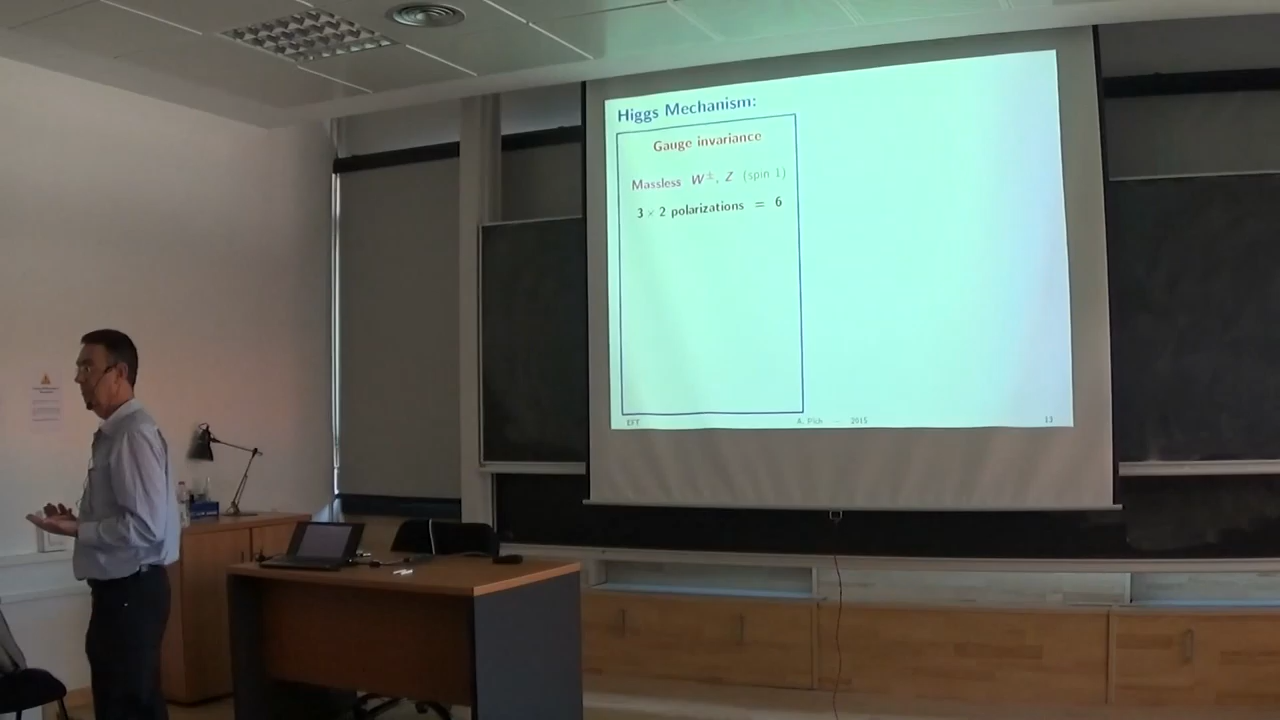 Higgs Mechanism:
Gauge invariance
Massless W±, Z (spin 1)
3 × 2 polarizations = 6
EFT
A. Pich — 2015
13